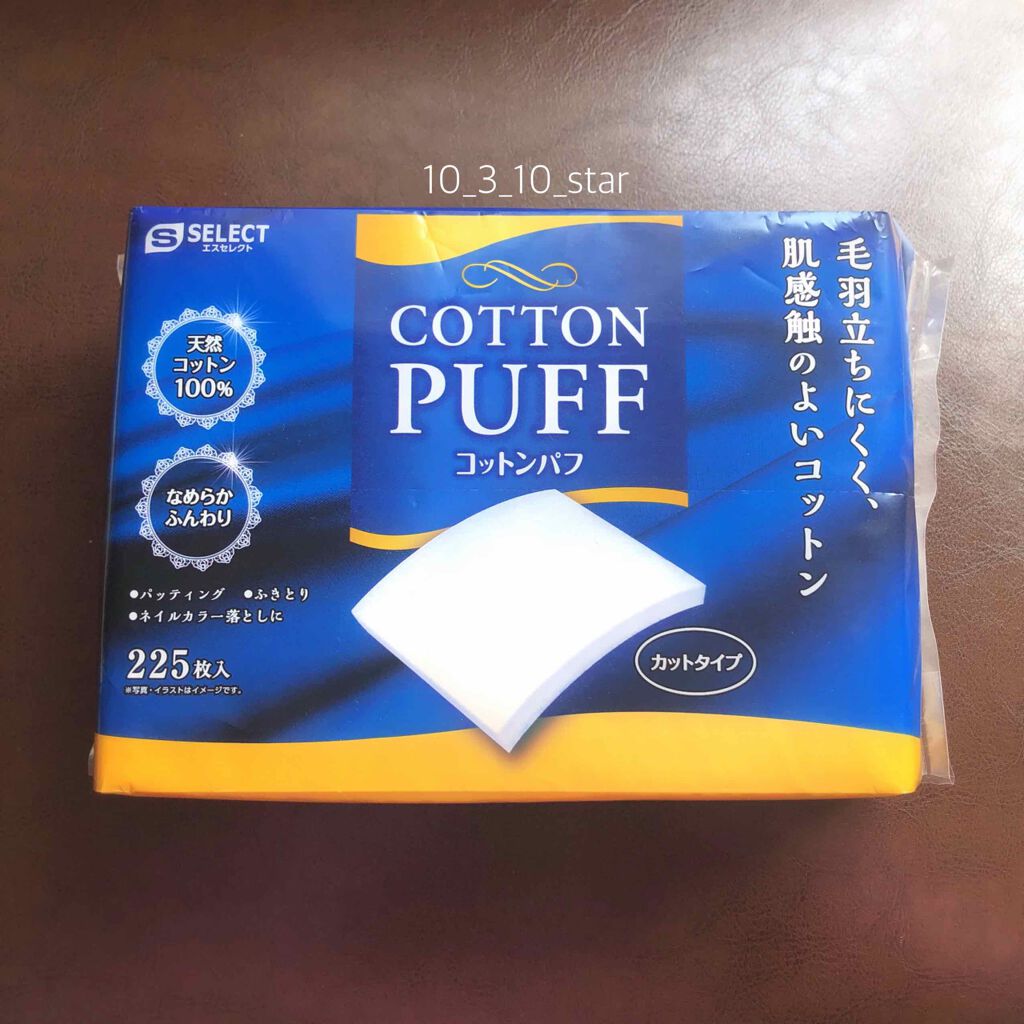 10_3_10_star
S SELECT
エスセレクト
COTTON
PUFF
コットンパフ
毛羽立ちにくく、
肌感触のよいコットン
天然
コットン
100%
なめらか
ふんわり
●パッティング ●ふきとり
●ネイルカラー落としに
225枚入
※写真・イラストはイメージです。
カットタイプ